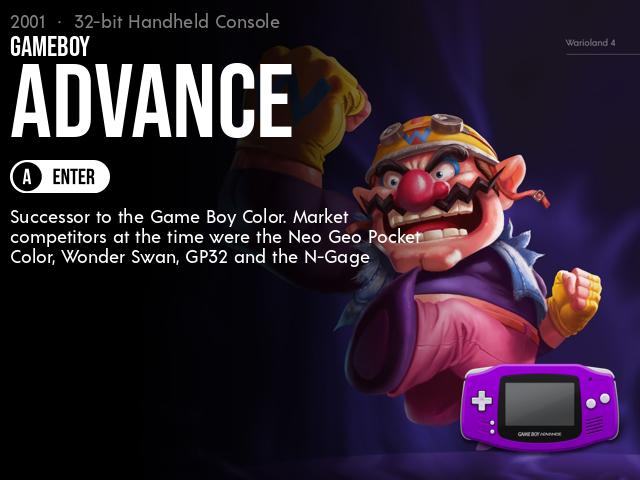 2001 · 32-bit Handheld Console
GAMEBOY
Warioland 4
ADVANCE
A ENTER
Successor to the Game Boy Color. Market
competitors at the time were the Neo Geo Pocket
Color, Wonder Swan, GP32 and the N-Gage
GAME BOY ADVANCE